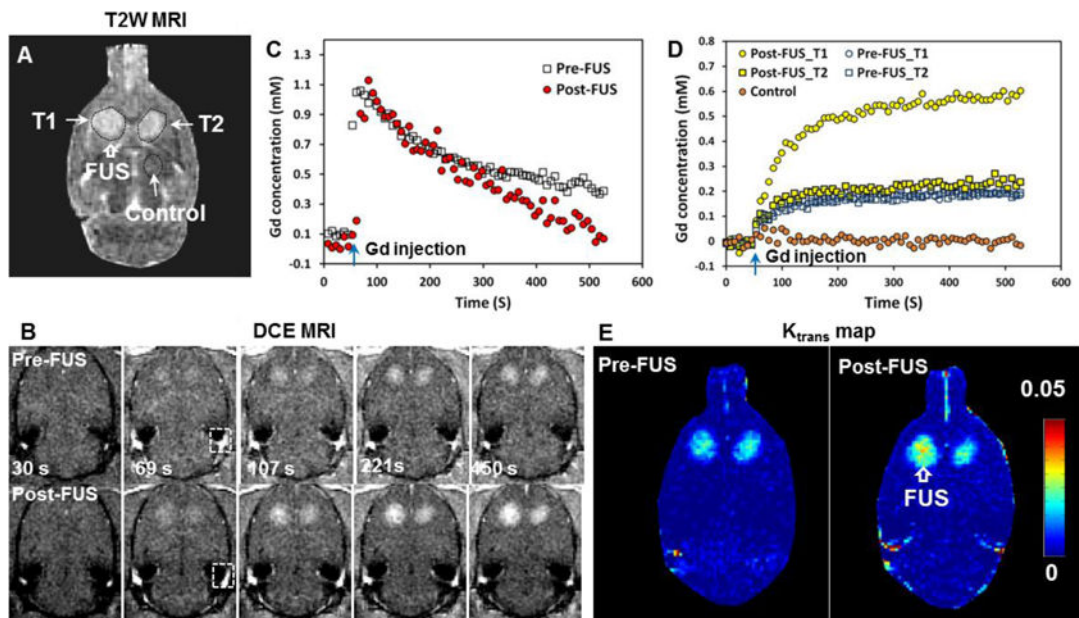 T2W MRI
A
T1
T2
FUS
Control
C
Gd concentration (mM)
1.3
1.1
0.9
0.7
0.5
0.3
0.1
-0.1
Pre-FUS
Post-FUS
Gd injection
0 100 200 300 400 500 600
Time (S)
D
Gd concentration (mM)
0.8
0.7
0.6
0.5
0.4
0.3
0.2
0.1
0
-0.1
Post-FUS_T1 Pre-FUS_T1
Post-FUS_T2 Pre-FUS_T2
Control
Gd injection
0 100 200 300 400 500 600
Time (S)
B DCE MRI
Pre-FUS
30 s 69 s 107 s 221 s 450 s
Post-FUS
E Ktrans map
Pre-FUS Post-FUS
FUS
0.05
0